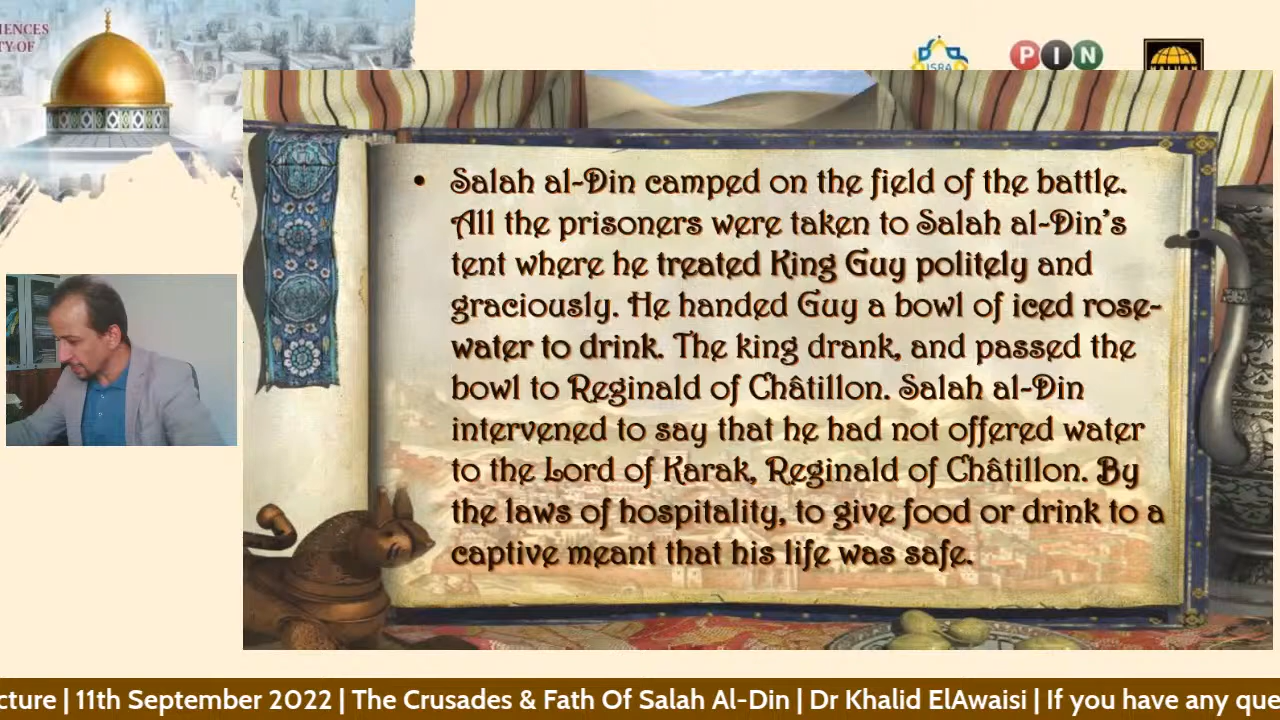 IENCES
TY OF
ISRA
P I N
• Salah al-Din camped on the field of the battle.
All the prisoners were taken to Salah al-Din's
tent where he treated King Guy politely and
graciously. He handed Guy a bowl of iced rose-
water to drink. The king drank, and passed the
bowl to Reginald of Châtillon. Salah al-Din
intervened to say that he had not offered water
to the Lord of Karak, Reginald of Châtillon. By
the laws of hospitality, to give food or drink to a
captive meant that his life was safe.
cture | 11th September 2022 | The Crusades & Fath Of Salah Al-Din | Dr Khalid ElAwaisi | If you have any que